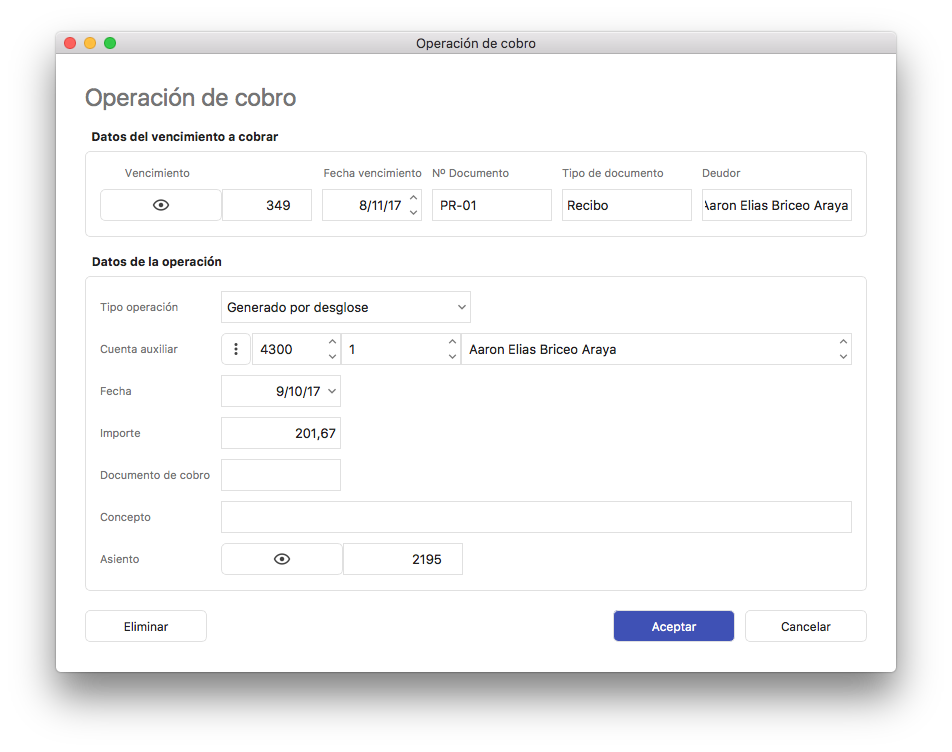 Operación de cobro
Operación de cobro
Datos del vencimiento a cobrar
Vencimiento Fecha vencimiento Nº Documento Tipo de documento Deudor
349 8/11/17 PR-01 Recibo Aaron Elias Briceo Araya
Datos de la operación
Tipo operación Generado por desglose
Cuenta auxiliar 4300 1 Aaron Elias Briceo Araya
Fecha 9/10/17
Importe 201,67
Documento de cobro
Concepto
Asiento 2195
Eliminar Aceptar Cancelar